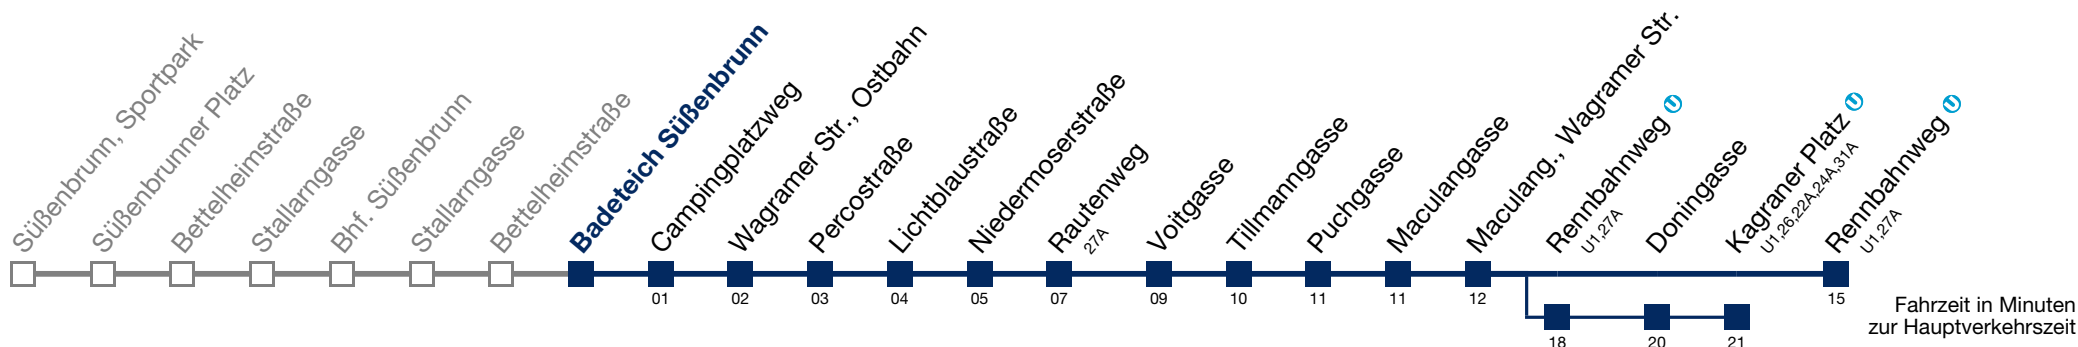 Süßenbrunn, Sportpark
Süßenbrunner Platz
Bettelheimstraße
Stallarngasse
Bhf. Süßenbrunn
Stallarngasse
Bettelheimstraße
Badeteich Süßenbrunn
Campingplatzweg
Wagramer Str., Ostbahn
Percostraße
Lichtblaustraße
Niedermoserstraße
Rautenweg
27A
Voitgasse
Tillmanngasse
Puchgasse
Maculangasse
Maculang., Wagramer Str.
Rennbahnweg U
U1,27A
Doningasse
Kagraner Platz U
U1,26,22A,24A,31A
Rennbahnweg U
U1,27A
01 02 03 04 05 07 09 10 11 11 12 15
18 20 21
Fahrzeit in Minuten
zur Hauptverkehrszeit